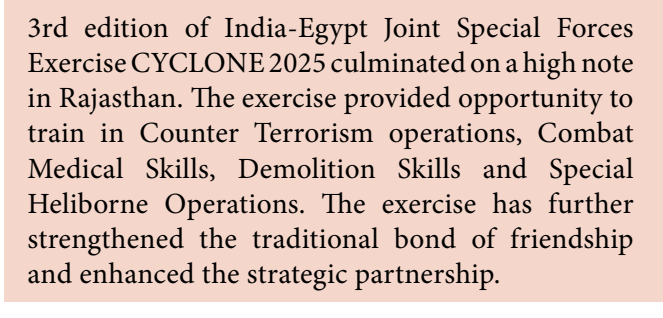 3rd edition of India-Egypt Joint Special Forces
Exercise CYCLONE 2025 culminated on a high note
in Rajasthan. The exercise provided opportunity to
train in Counter Terrorism operations, Combat
Medical Skills, Demolition Skills and Special
Heliborne Operations. The exercise has further
strengthened the traditional bond of friendship
and enhanced the strategic partnership.